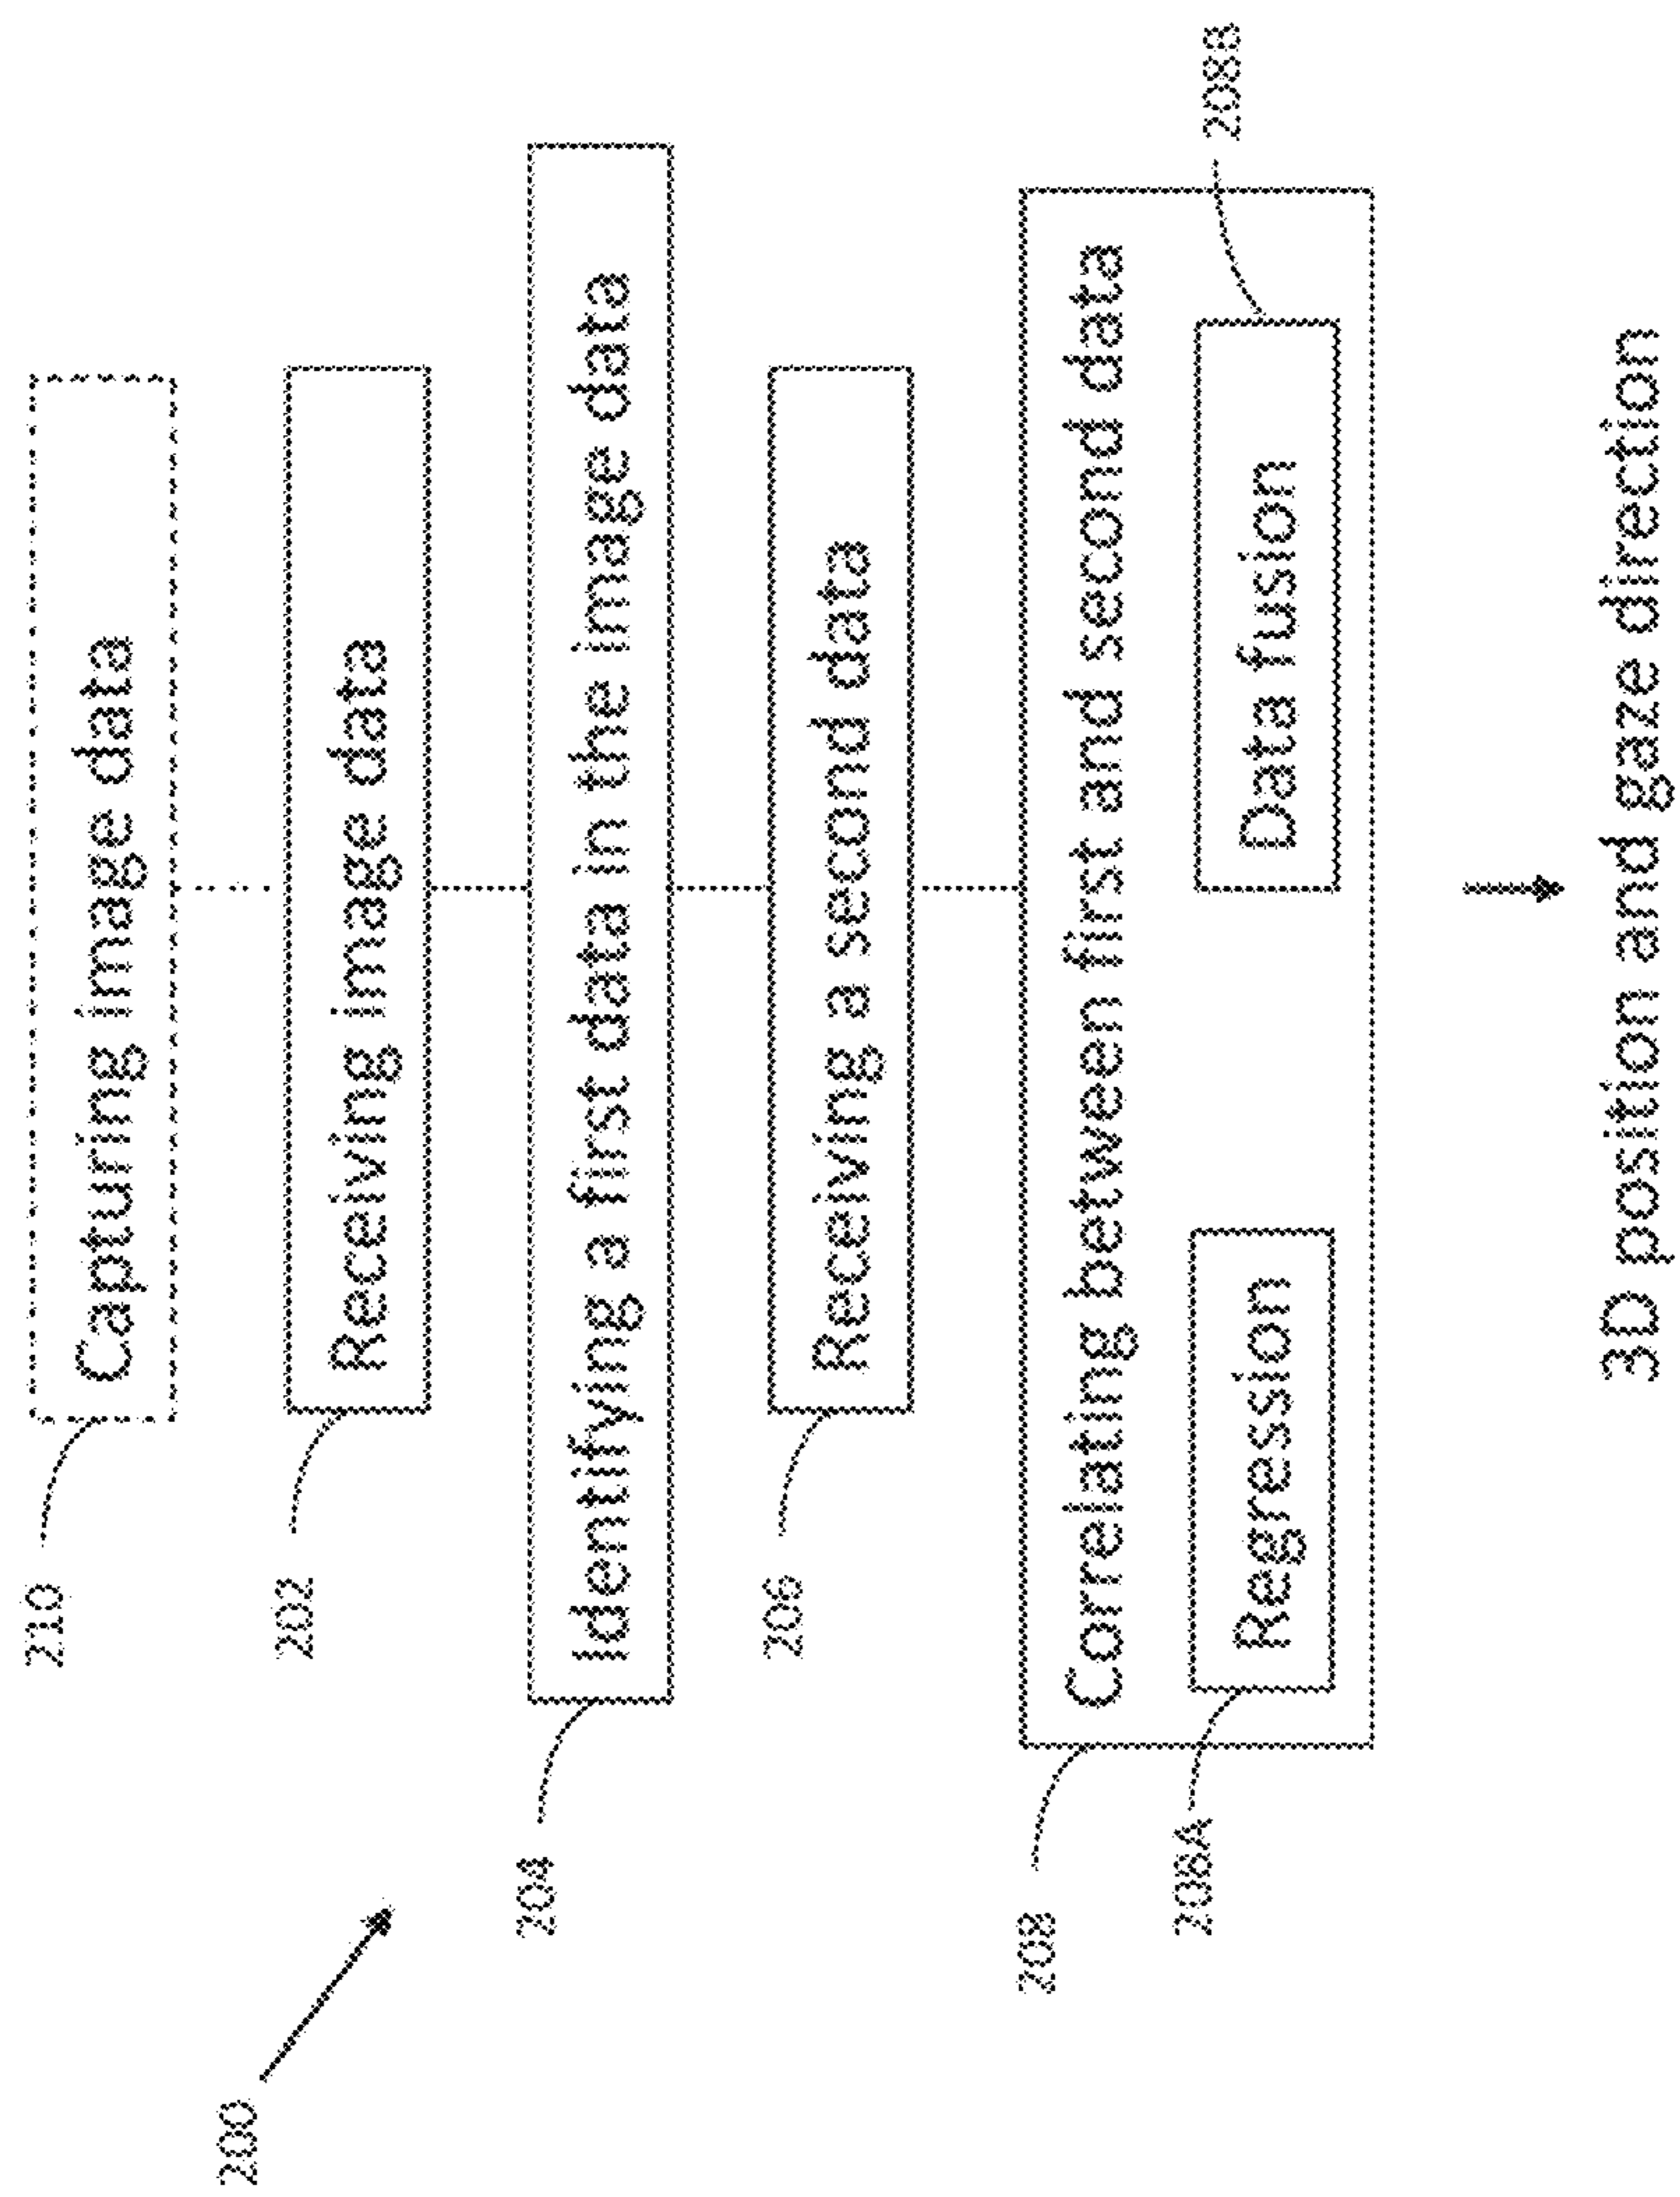 200
210
Capturing image data
202
Receiving image data
204
Identifying a first data in the image data
206
Receiving a second data
208
Correlating between first and second data
208A
Regression
Data fusion
208B
3D position and gaze direction